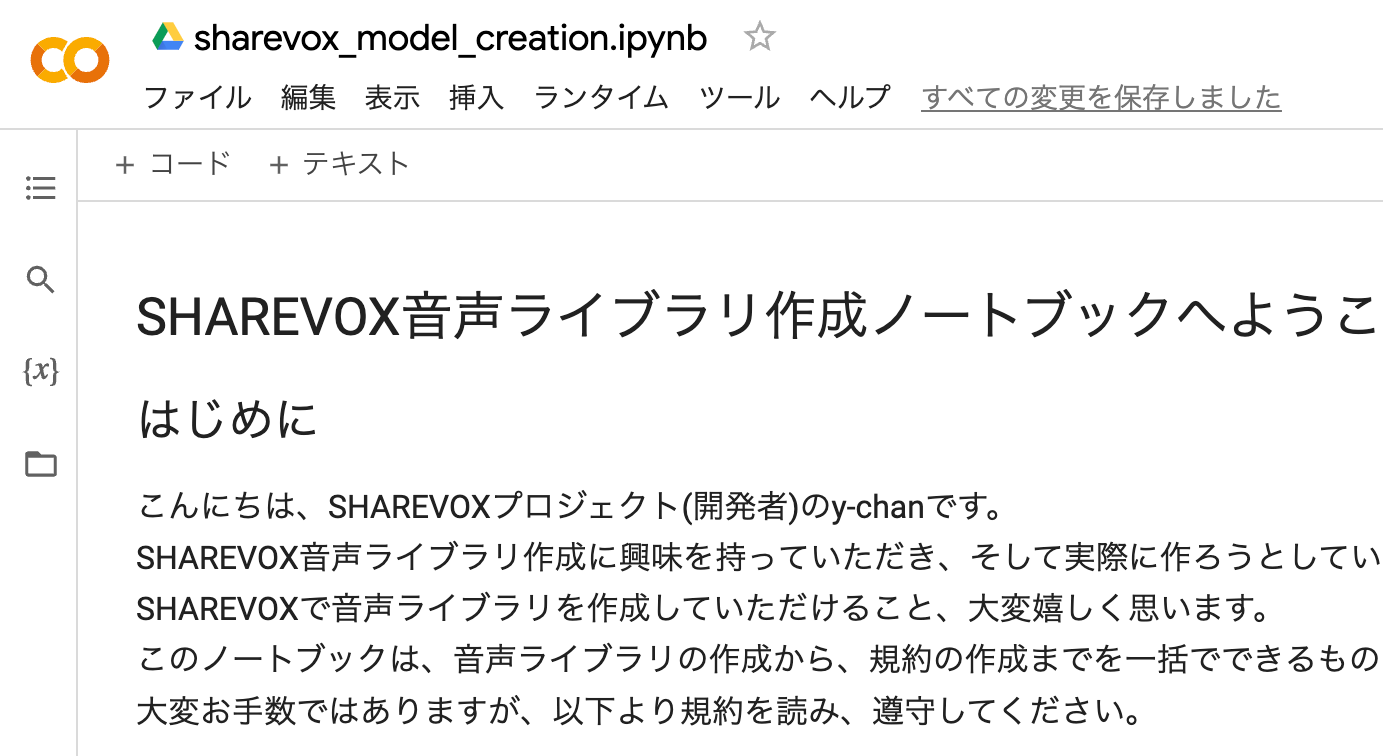 sharevox_model_creation.ipynb
ファイル 編集 表示 挿入 ランタイム ツール ヘルプ すべての変更を保存しました
+ コード + テキスト
{x}
SHAREVOX音声ライブラリ作成ノートブックへようこ
はじめに
こんにちは、SHAREVOXプロジェクト(開発者)のy-chanです。
SHAREVOX音声ライブラリ作成に興味を持っていただき、そして実際に作ろうとしてい
SHAREVOXで音声ライブラリを作成していただけること、大変嬉しく思います。
このノートブックは、音声ライブラリの作成から、規約の作成までを一括でできるもの
大変お手数ではありますが、以下より規約を読み、遵守してください。